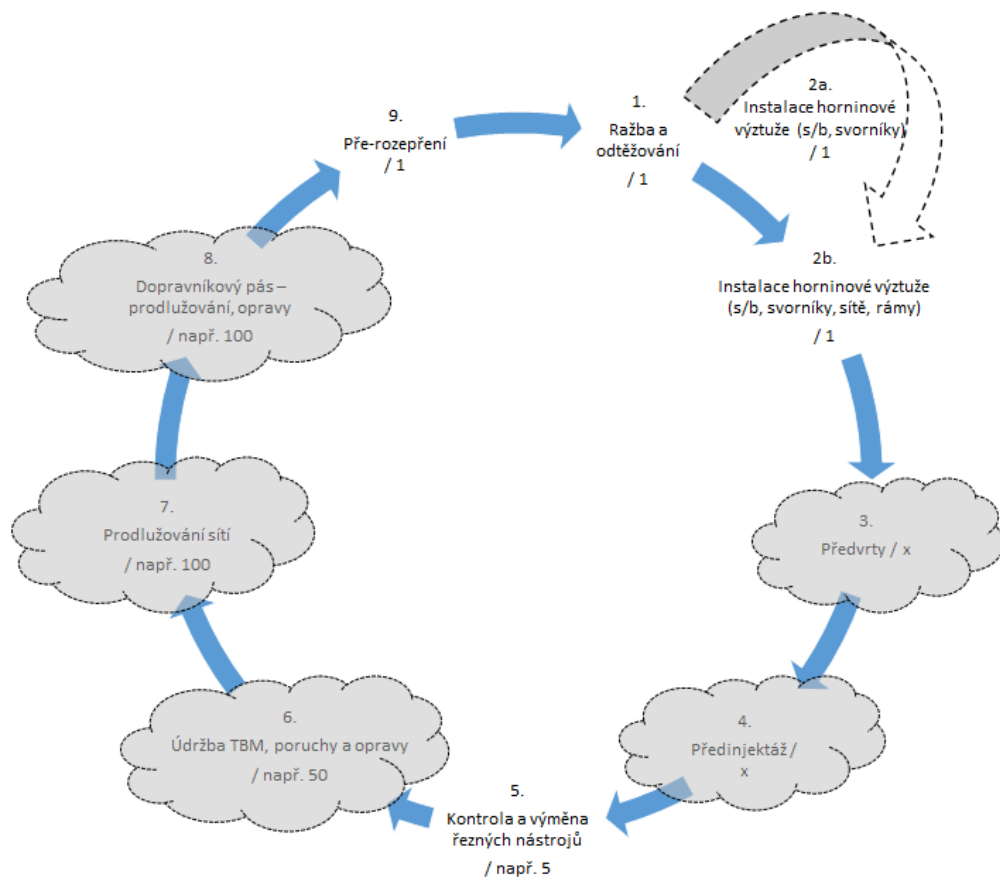 1.
Ražba a
odtěžování
/ 1
2a.
Instalace horninové
výztuže (s/b, svorníky)
/ 1
2b.
Instalace horninové výztuže
(s/b, svorníky, sítě, rámy)
/ 1
3.
Předvrty / x
4.
Předinjektáž /
x
5.
Kontrola a výměna
řezných nástrojů
/ např. 5
6.
Údržba TBM, poruchy a opravy
/ např. 50
7.
Prodlužování sítí
/ např. 100
8.
Dopravníkový pás –
prodlužování, opravy
/ např. 100
9.
Pře-rozepření
/ 1